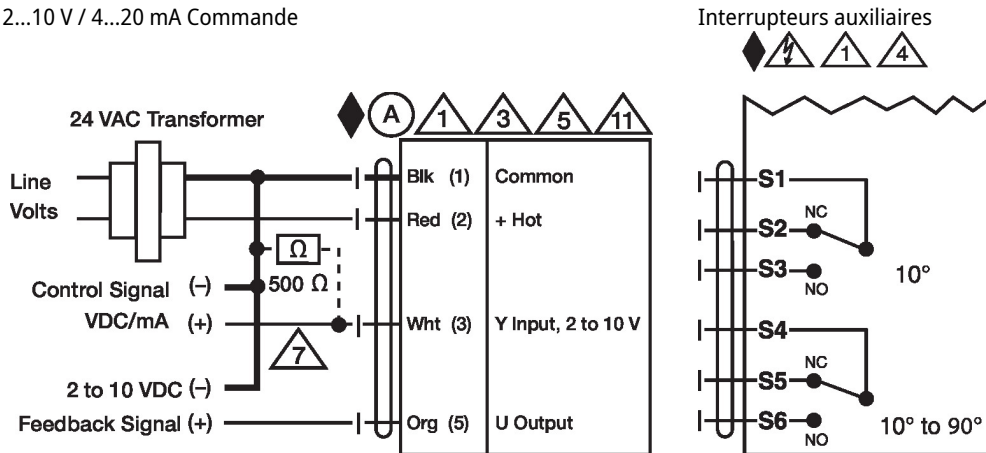 2...10 V / 4...20 mA Commande
24 VAC Transformer
Line
Volts
Ω
500 Ω
Control Signal (–)
VDC/mA (+)
7
2 to 10 VDC (–)
Feedback Signal (+)
A 1 3 5 11
Blk (1) Common
Red (2) + Hot
Wht (3) Y Input, 2 to 10 V
Org (5) U Output
Interrupteurs auxiliaires
1 4
S1
S2 NC
S3 NO
10°
S4
S5 NC
S6 NO
10° to 90°